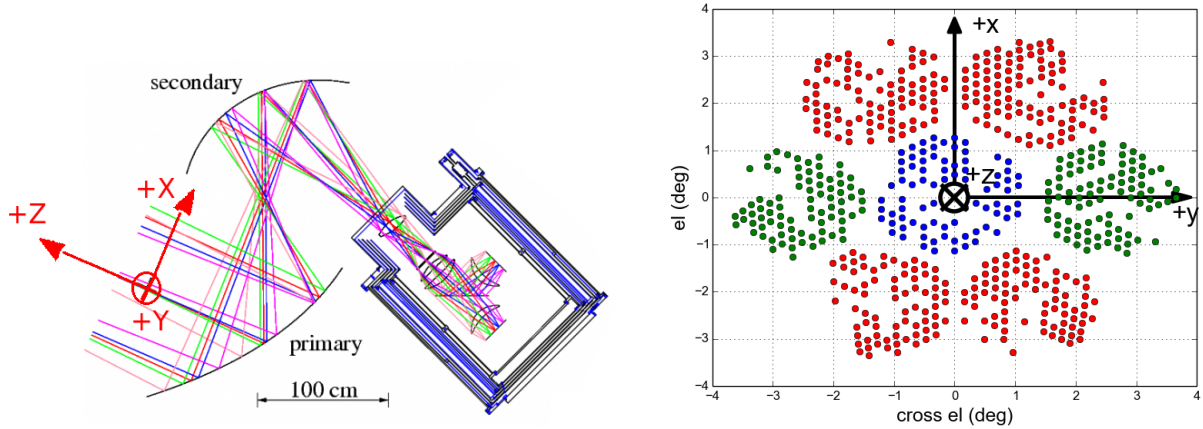 secondary
+X
+Z
+Y
primary
100 cm
4
3
2
1
0
−1
−2
−3
−4
el (deg)
+x
+z
+y
−4 −3 −2 −1 0 1 2 3 4
cross el (deg)